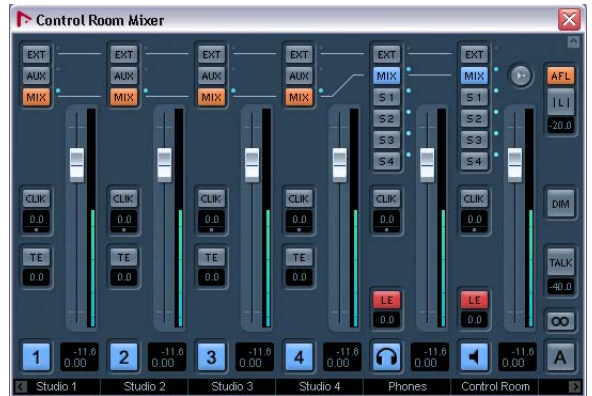 Control Room Mixer
EXT EXT EXT EXT EXT EXT
AUX AUX AUX AUX MIX MIX AFL
MIX MIX MIX MIX S 1 S 1 | L |
S 2 S 2 -20.0
S 3 S 3
S 4 S 4
CLIK CLIK CLIK CLIK CLIK CLIK DIM
0.0 0.0 0.0 0.0 0.0 0.0
TE TE TE TE TALK
0.0 0.0 0.0 0.0 -40.0
LE LE
0.0 0.0
1 -11.6 2 -11.6 3 -11.6 4 -11.6 -11.6 -11.6 A
0.00 0.00 0.00 0.00 0.00 0.00
Studio 1 Studio 2 Studio 3 Studio 4 Phones Control Room